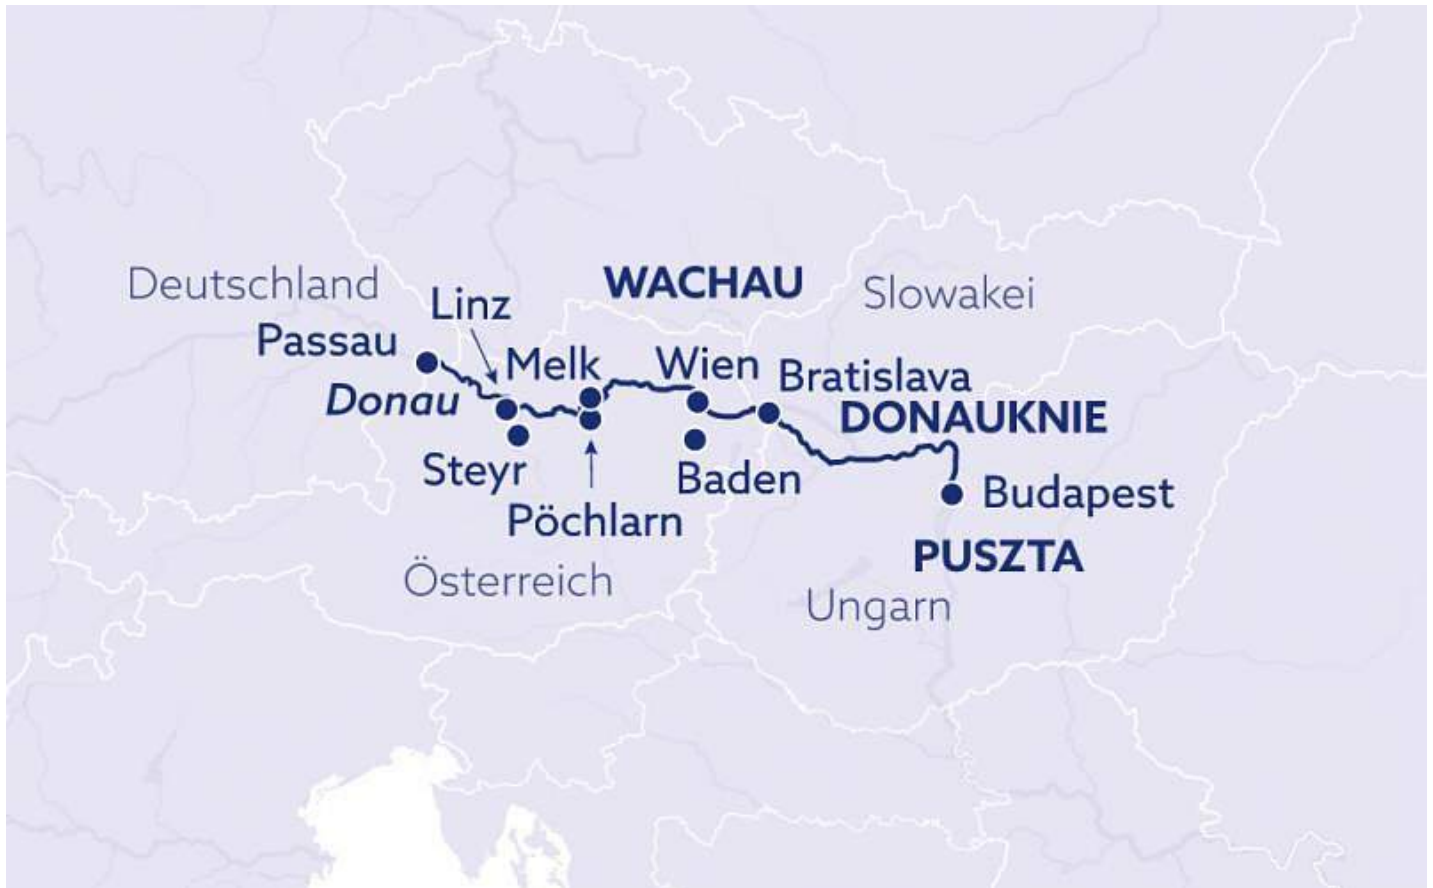 WACHAU
Deutschland
Slowakei
Linz
Passau
Melk
Wien
Bratislava
Donau
DONAUKNIE
Steyr
Baden
Budapest
Pöchlarn
PUSZTA
Österreich
Ungarn